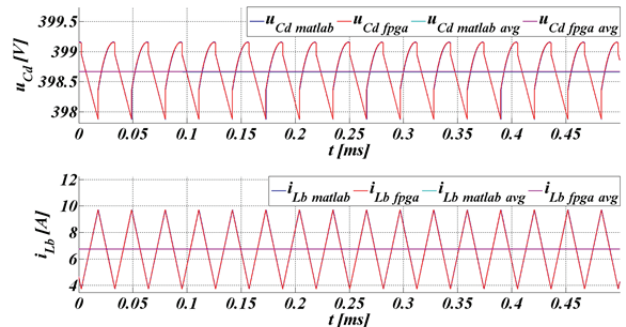 399.5
399
398.5
398
u_Cd [V]
u_Cd matlab u_Cd fpga u_Cd matlab avg u_Cd fpga avg
0 0.05 0.1 0.15 0.2 0.25 0.3 0.35 0.4 0.45
t [ms]
12
10
8
6
4
i_Lb [A]
i_Lb matlab i_Lb fpga i_Lb matlab avg i_Lb fpga avg
0 0.05 0.1 0.15 0.2 0.25 0.3 0.35 0.4 0.45
t [ms]